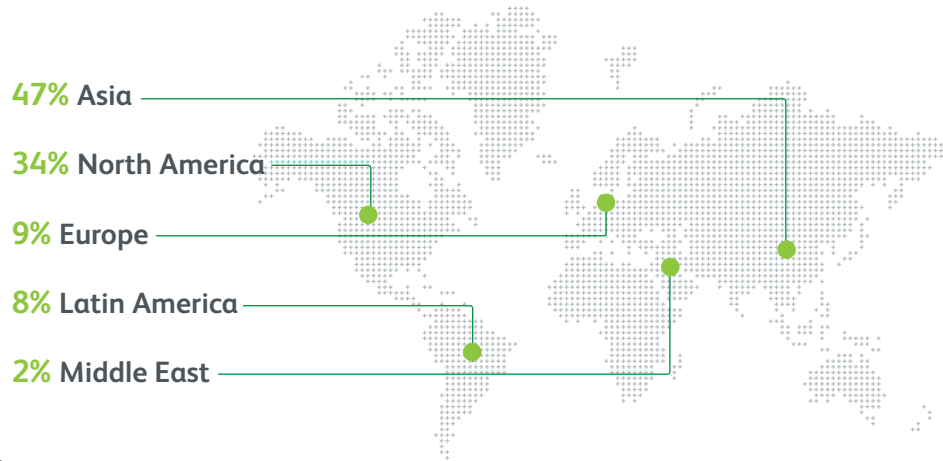 47% Asia
34% North America
9% Europe
8% Latin America
2% Middle East